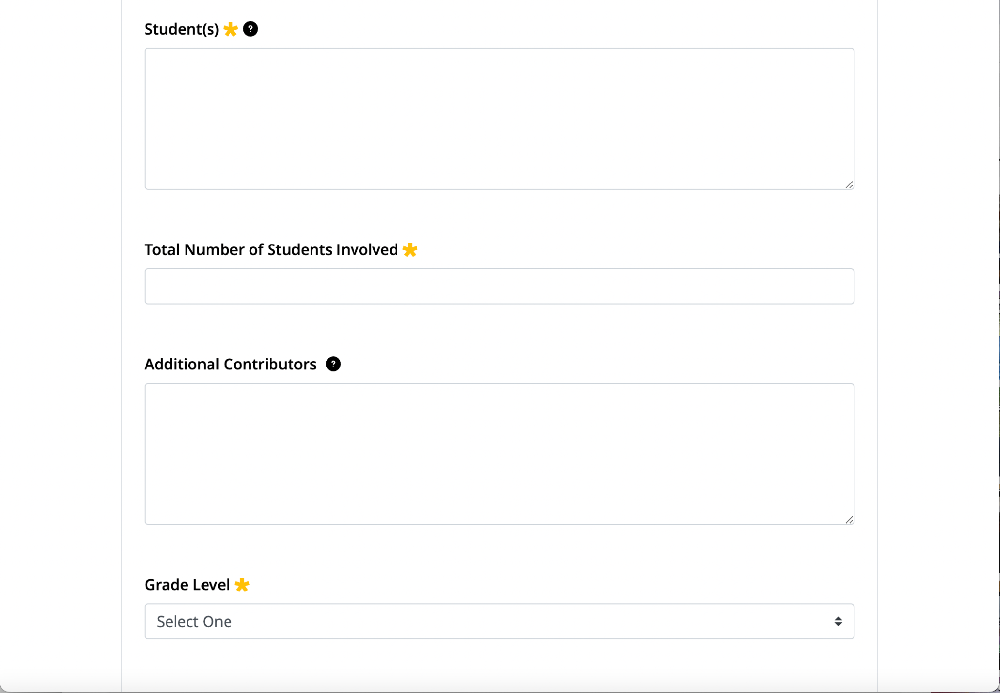 Student(s) * ?
Total Number of Students Involved *
Additional Contributors ?
Grade Level *
Select One